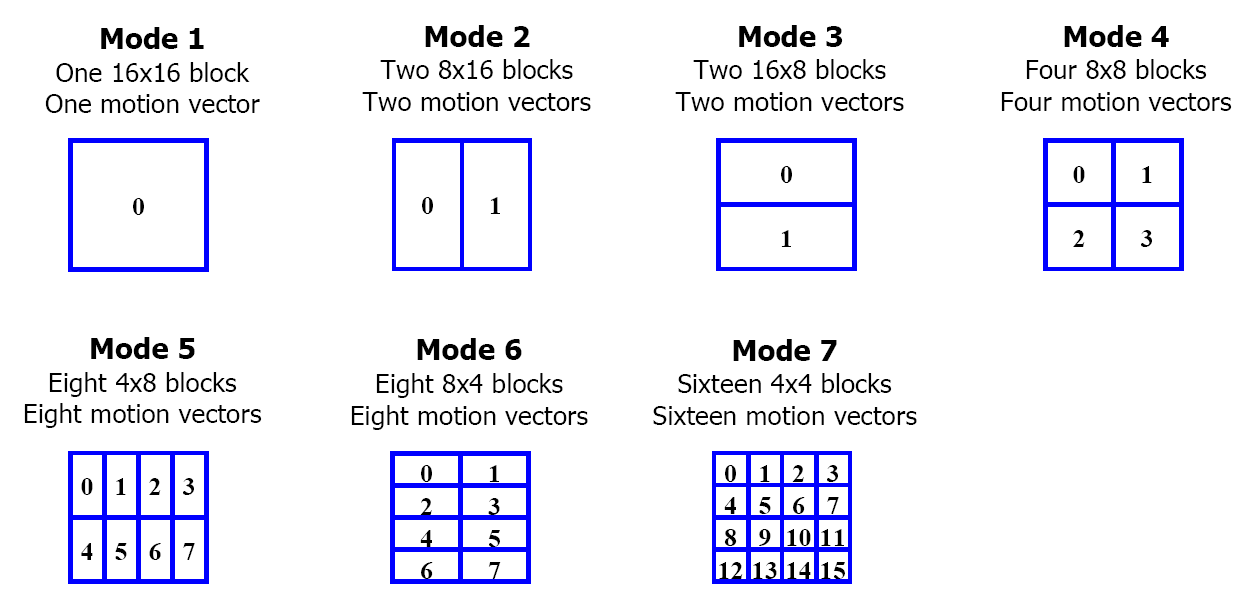 Mode 1
One 16x16 block
One motion vector
0
Mode 2
Two 8x16 blocks
Two motion vectors
0 1
Mode 3
Two 16x8 blocks
Two motion vectors
0
1
Mode 4
Four 8x8 blocks
Four motion vectors
0 1
2 3
Mode 5
Eight 4x8 blocks
Eight motion vectors
0 1 2 3
4 5 6 7
Mode 6
Eight 8x4 blocks
Eight motion vectors
0 1
2 3
4 5
6 7
Mode 7
Sixteen 4x4 blocks
Sixteen motion vectors
0 1 2 3
4 5 6 7
8 9 10 11
12 13 14 15